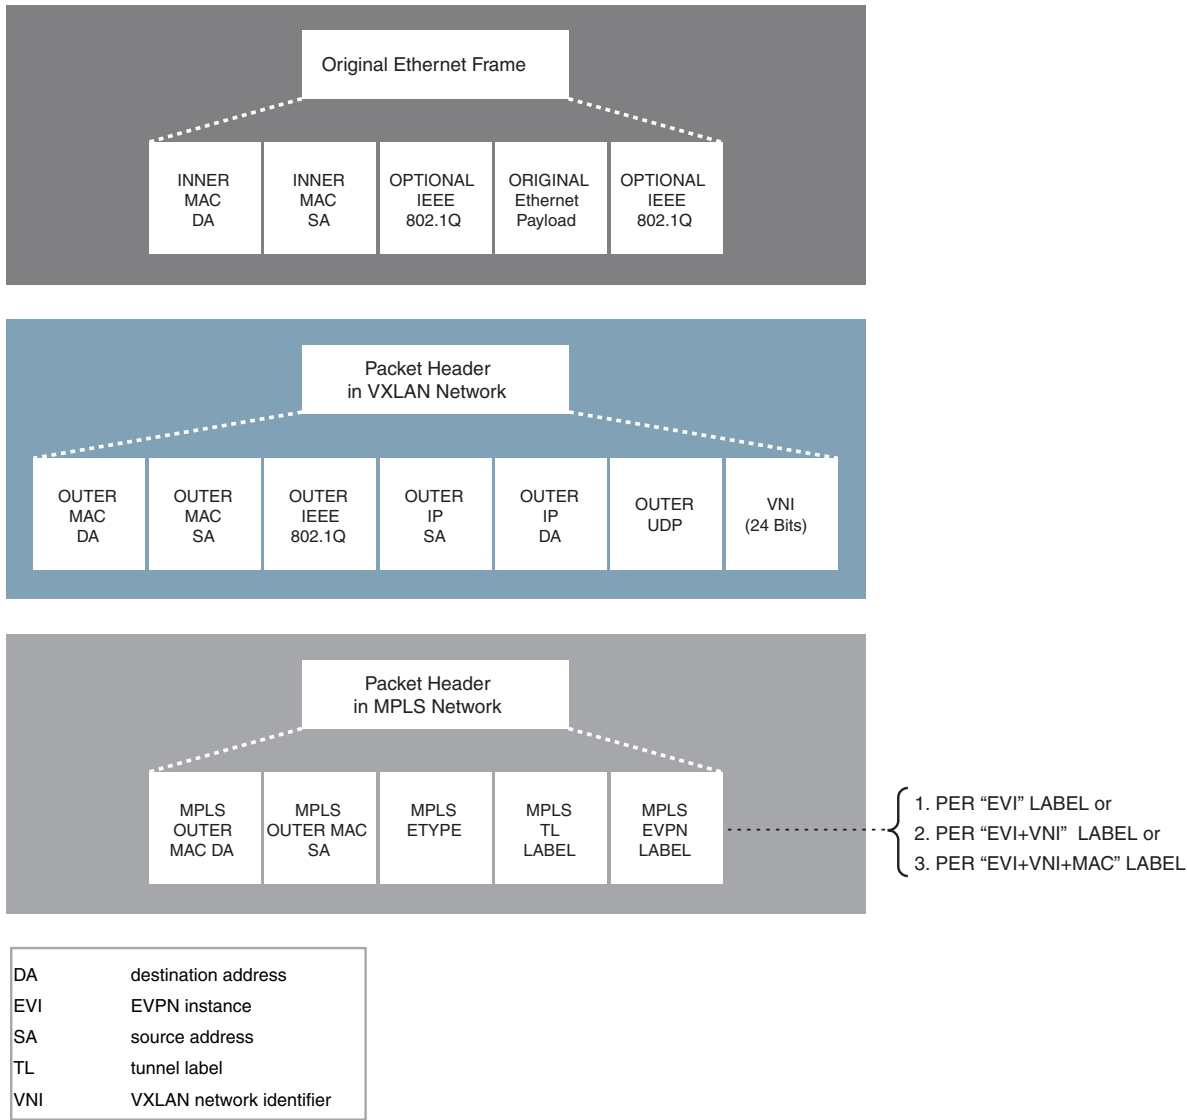 Original Ethernet Frame
INNER
MAC
DA
INNER
MAC
SA
OPTIONAL
IEEE
802.1Q
ORIGINAL
Ethernet
Payload
OPTIONAL
IEEE
802.1Q
Packet Header
in VXLAN Network
OUTER
MAC
DA
OUTER
MAC
SA
OUTER
IEEE
802.1Q
OUTER
IP
SA
OUTER
IP
DA
OUTER
UDP
VNI
(24 Bits)
Packet Header
in MPLS Network
MPLS
OUTER
MAC DA
MPLS
OUTER MAC
SA
MPLS
ETYPE
MPLS
TL
LABEL
MPLS
EVPN
LABEL
1. PER “EVI” LABEL or
2. PER “EVI+VNI” LABEL or
3. PER “EVI+VNI+MAC” LABEL
DA destination address
EVI EVPN instance
SA source address
TL tunnel label
VNI VXLAN network identifier